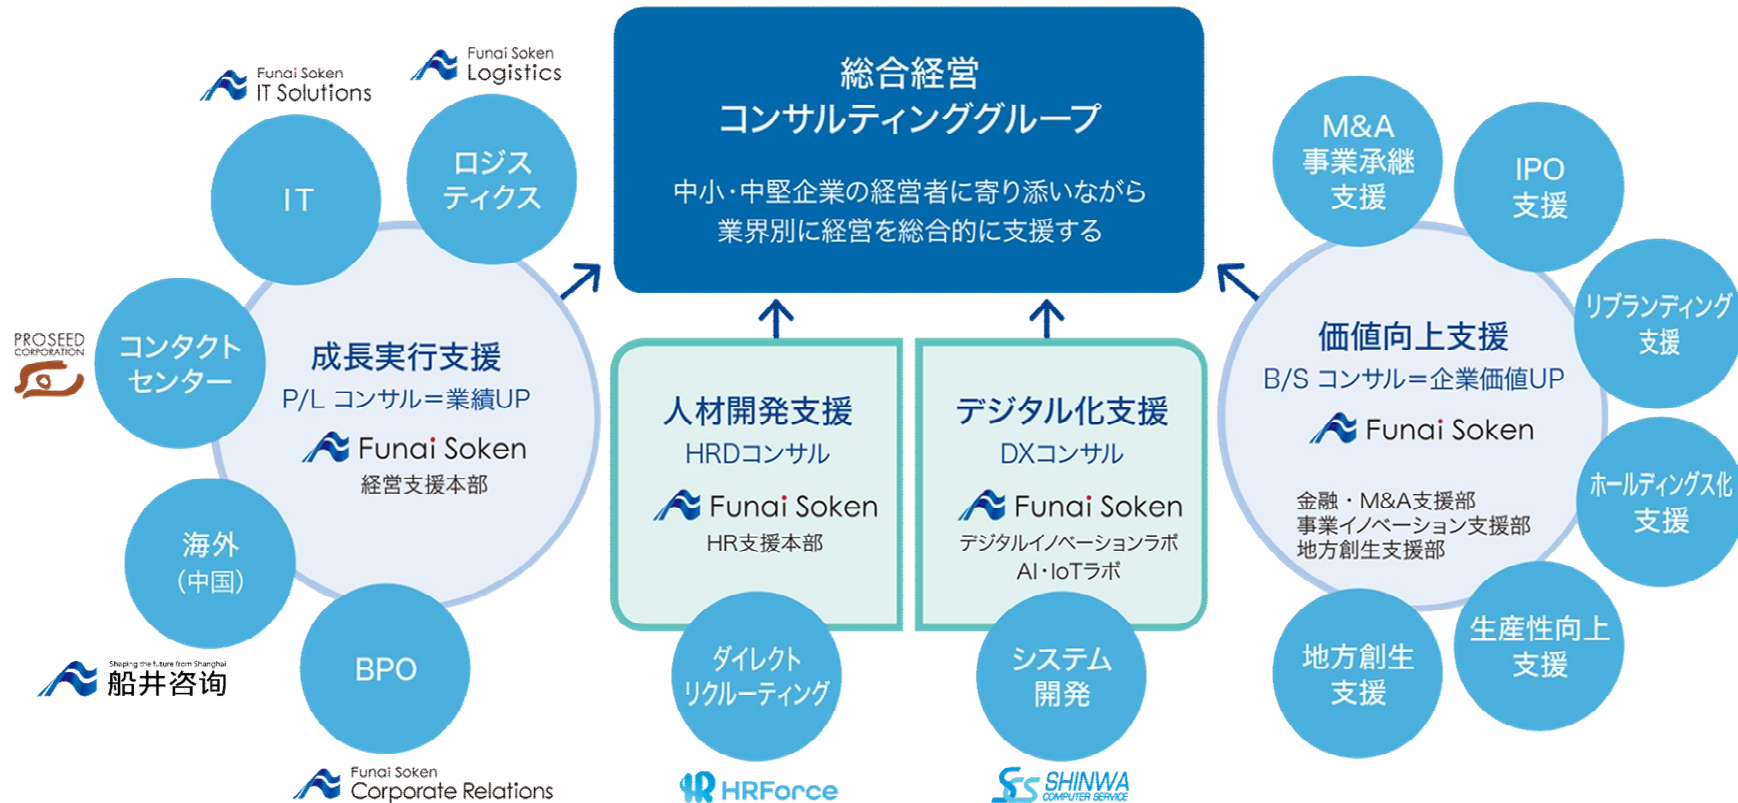 総合経営
コンサルティンググループ
中小・中堅企業の経営者に寄り添いながら
業界別に経営を総合的に支援する
Funai Soken
IT Solutions
Funai Soken
Logistics
IT
ロジス
ティクス
PROSEED
CORPORATION
コンタクト
センター
成長実行支援
P/L コンサル＝業績UP
Funai Soken
経営支援本部
海外
（中国）
Shaping the future from Shanghai
船井咨询
BPO
Funai Soken
Corporate Relations
人材開発支援
HRDコンサル
Funai Soken
HR支援本部
ダイレクト
リクルーティング
HRForce
デジタル化支援
DXコンサル
Funai Soken
デジタルイノベーションラボ
AI・IoTラボ
システム
開発
SCS SHINWA
COMPUTER SERVICE
M&A
事業承継
支援
IPO
支援
リブランディング
支援
価値向上支援
B/S コンサル＝企業価値UP
Funai Soken
金融・M&A支援部
事業イノベーション支援部
地方創生支援部
ホールディングス化
支援
生産性向上
支援
地方創生
支援